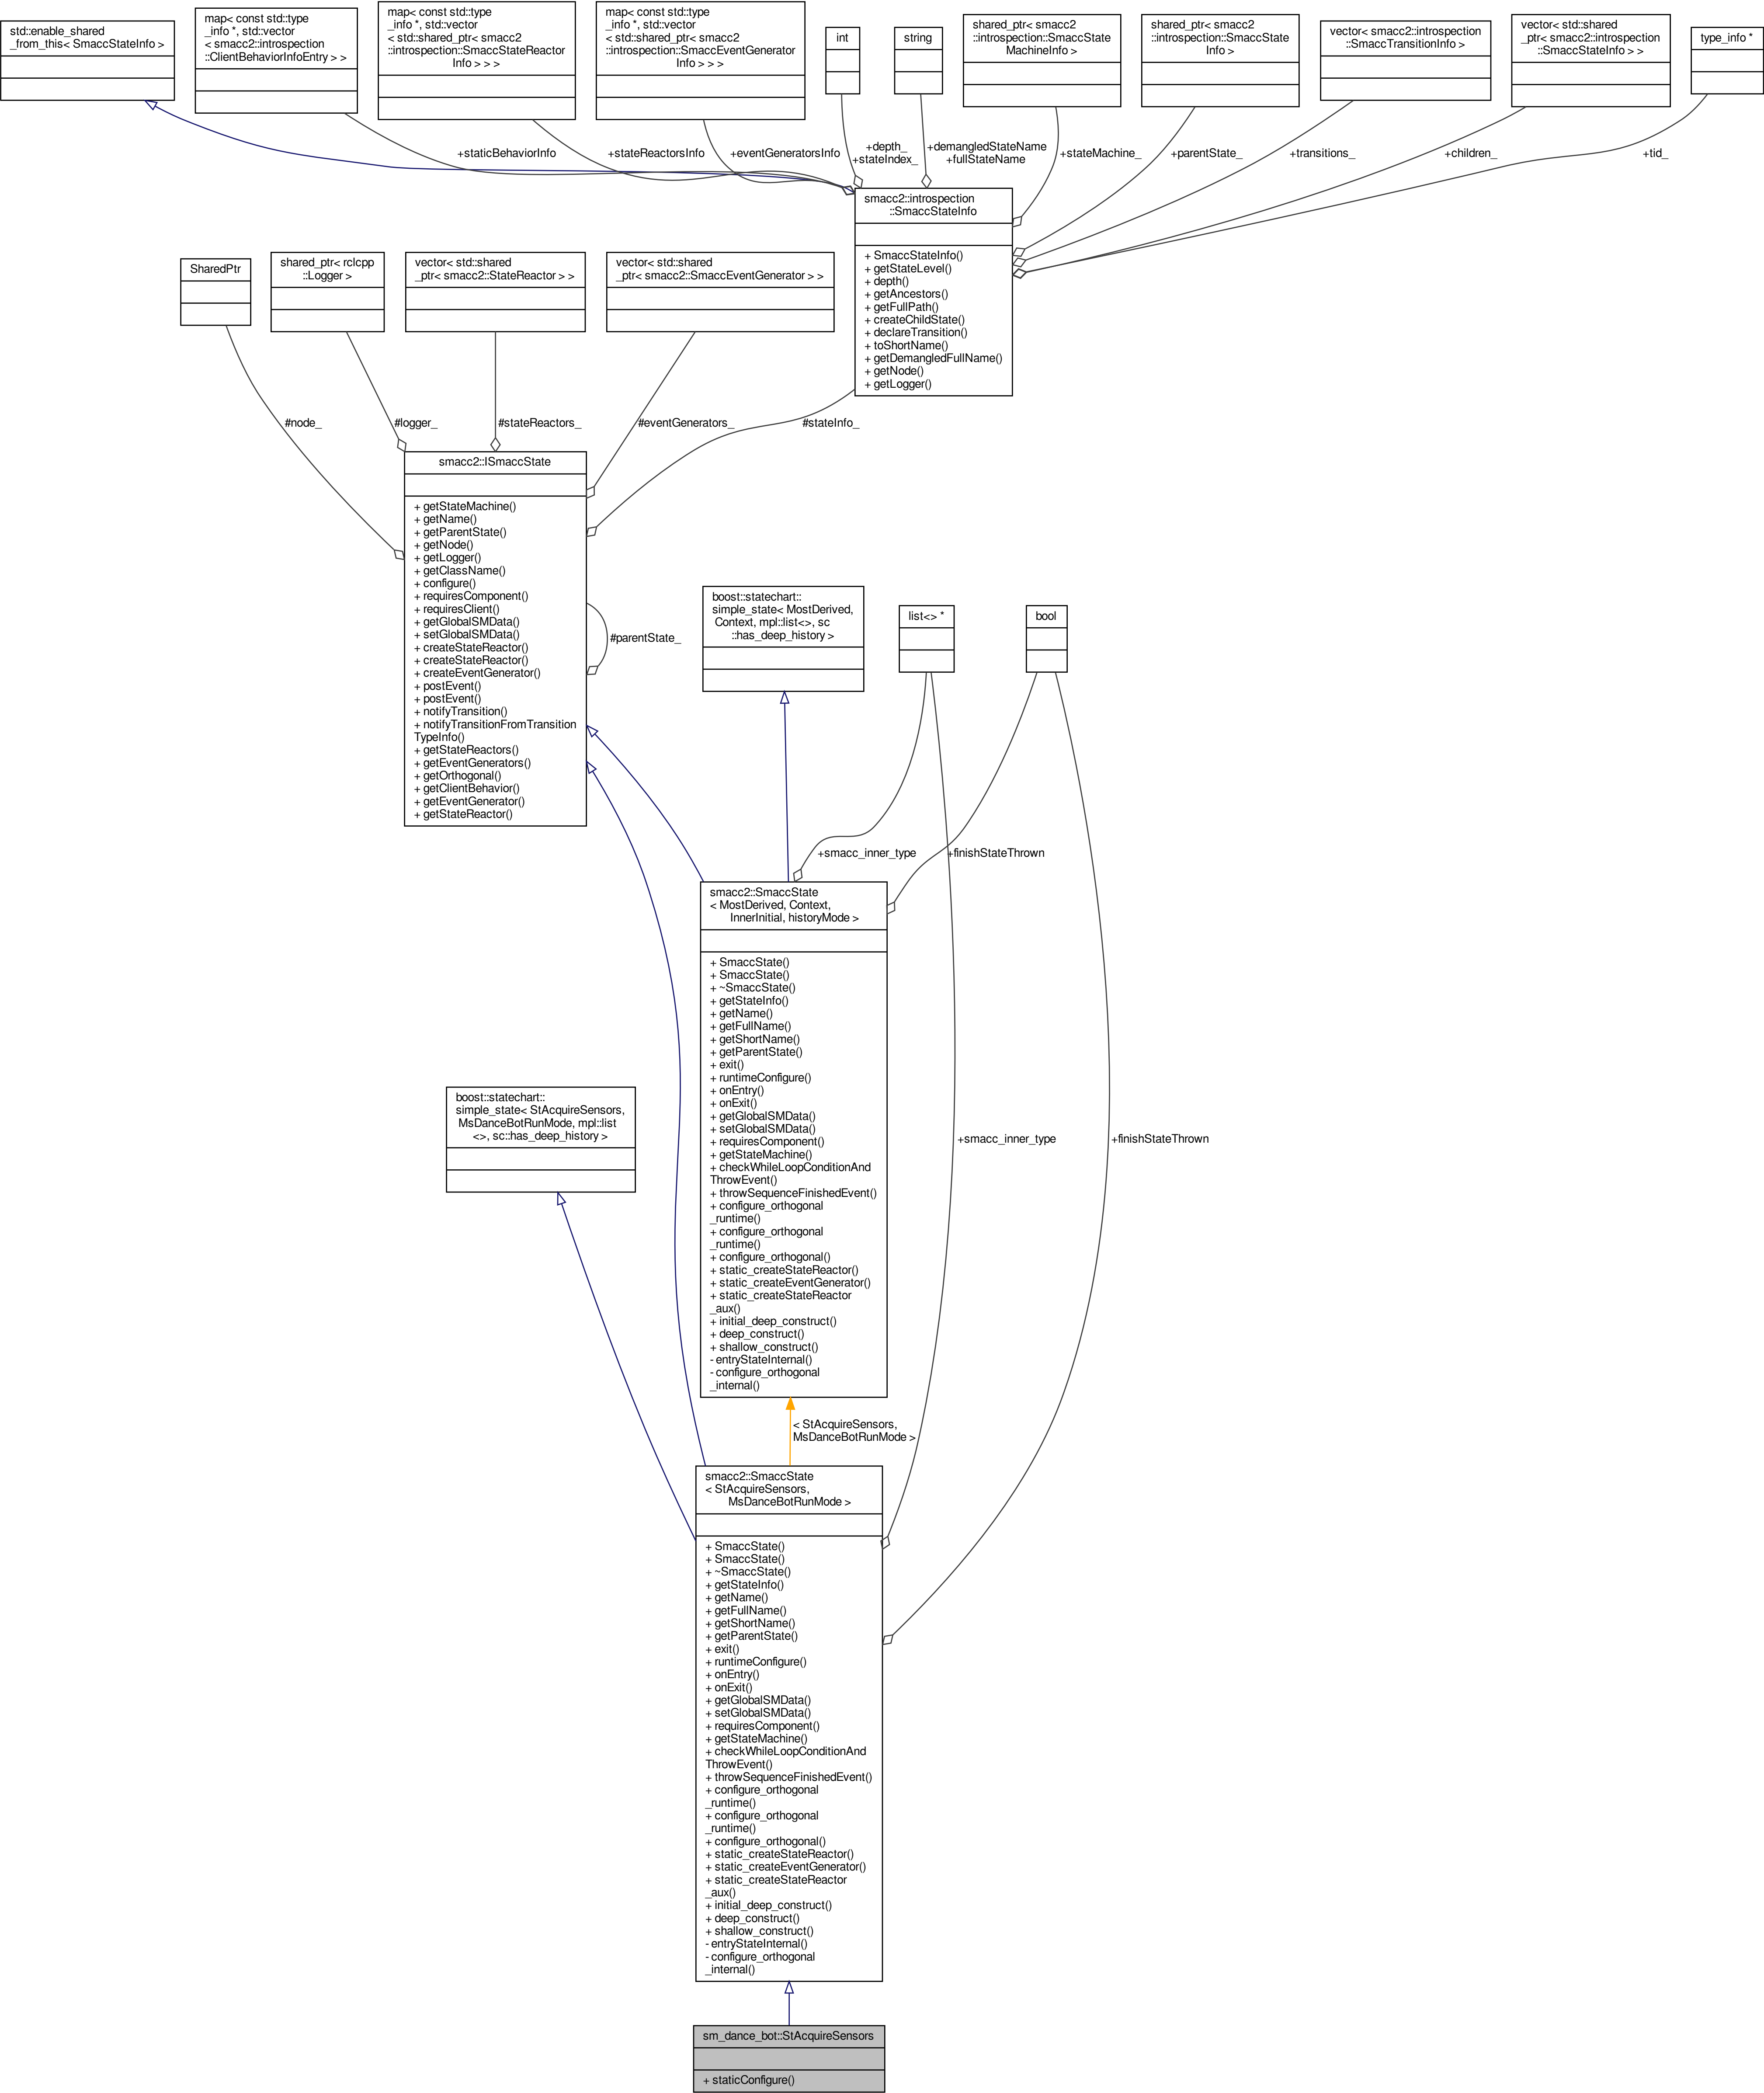 std::enable_shared
_from_this< SmaccStateInfo >
map< const std::type
_info *, std::vector
< smacc2::introspection
::ClientBehaviorInfoEntry > >
map< const std::type
_info *, std::vector
< std::shared_ptr< smacc2
::introspection::SmaccStateReactor
Info > > >
map< const std::type
_info *, std::vector
< std::shared_ptr< smacc2
::introspection::SmaccEventGenerator
Info > > >
int
string
shared_ptr< smacc2
::introspection::SmaccState
MachineInfo >
shared_ptr< smacc2
::introspection::SmaccState
Info >
vector< smacc2::introspection
::SmaccTransitionInfo >
vector< std::shared
_ptr< smacc2::introspection
::SmaccStateInfo > >
type_info *
+staticBehaviorInfo
+stateReactorsInfo
+eventGeneratorsInfo
+depth_
+stateIndex_
+demangledStateName
+fullStateName
+stateMachine_
+parentState_
+transitions_
+children_
+tid_
smacc2::introspection
::SmaccStateInfo
+ SmaccStateInfo()
+ getStateLevel()
+ depth()
+ getAncestors()
+ getFullPath()
+ createChildState()
+ declareTransition()
+ toShortName()
+ getDemangledFullName()
+ getNode()
+ getLogger()
SharedPtr
shared_ptr< rclcpp
::Logger >
vector< std::shared
_ptr< smacc2::StateReactor > >
vector< std::shared
_ptr< smacc2::SmaccEventGenerator > >
#node_
#logger_
#stateReactors_
#eventGenerators_
#stateInfo_
smacc2::ISmaccState
+ getStateMachine()
+ getName()
+ getParentState()
+ getNode()
+ getLogger()
+ getClassName()
+ configure()
+ requiresComponent()
+ requiresClient()
+ getGlobalSMData()
+ setGlobalSMData()
+ createStateReactor()
+ createStateReactor()
+ createEventGenerator()
+ postEvent()
+ postEvent()
+ notifyTransition()
+ notifyTransitionFromTransition
TypeInfo()
+ getStateReactors()
+ getEventGenerators()
+ getOrthogonal()
+ getClientBehavior()
+ getEventGenerator()
+ getStateReactor()
#parentState_
boost::statechart::
simple_state< MostDerived,
Context, mpl::list<>, sc
::has_deep_history >
list<> *
bool
+smacc_inner_type
+finishStateThrown
smacc2::SmaccState
< MostDerived, Context,
InnerInitial, historyMode >
+ SmaccState()
+ SmaccState()
+ ~SmaccState()
+ getStateInfo()
+ getName()
+ getFullName()
+ getShortName()
+ getParentState()
+ exit()
+ runtimeConfigure()
+ onEntry()
+ onExit()
+ getGlobalSMData()
+ setGlobalSMData()
+ requiresComponent()
+ getStateMachine()
+ checkWhileLoopConditionAnd
ThrowEvent()
+ throwSequenceFinishedEvent()
+ configure_orthogonal
_runtime()
+ configure_orthogonal
_runtime()
+ configure_orthogonal()
+ static_createStateReactor()
+ static_createEventGenerator()
+ static_createStateReactor
_aux()
+ initial_deep_construct()
+ deep_construct()
+ shallow_construct()
- entryStateInternal()
- configure_orthogonal
_internal()
boost::statechart::
simple_state< StAcquireSensors,
MsDanceBotRunMode, mpl::list
<>, sc::has_deep_history >
+smacc_inner_type
+finishStateThrown
< StAcquireSensors,
MsDanceBotRunMode >
smacc2::SmaccState
< StAcquireSensors,
MsDanceBotRunMode >
+ SmaccState()
+ SmaccState()
+ ~SmaccState()
+ getStateInfo()
+ getName()
+ getFullName()
+ getShortName()
+ getParentState()
+ exit()
+ runtimeConfigure()
+ onEntry()
+ onExit()
+ getGlobalSMData()
+ setGlobalSMData()
+ requiresComponent()
+ getStateMachine()
+ checkWhileLoopConditionAnd
ThrowEvent()
+ throwSequenceFinishedEvent()
+ configure_orthogonal
_runtime()
+ configure_orthogonal
_runtime()
+ configure_orthogonal()
+ static_createStateReactor()
+ static_createEventGenerator()
+ static_createStateReactor
_aux()
+ initial_deep_construct()
+ deep_construct()
+ shallow_construct()
- entryStateInternal()
- configure_orthogonal
_internal()
sm_dance_bot::StAcquireSensors
+ staticConfigure()